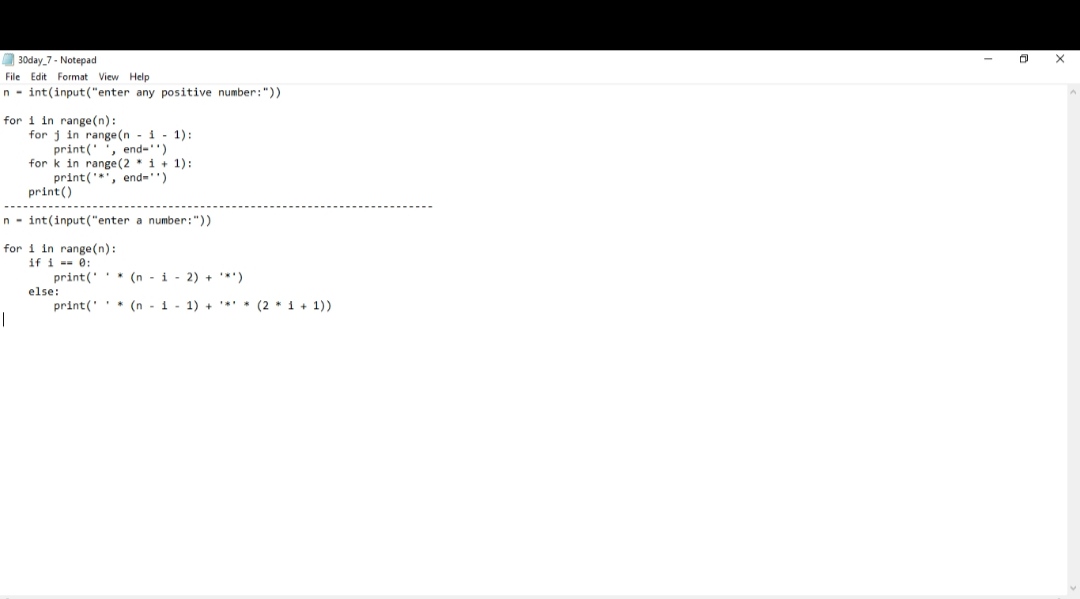 30day_7 - Notepad
File Edit Format View Help
n = int(input("enter any positive number:"))
for i in range(n):
    for j in range(n - i - 1):
        print(' ', end='')
    for k in range(2 * i + 1):
        print('*', end='')
    print()
--------------------------------------------------------------------
n = int(input("enter a number:"))
for i in range(n):
    if i == 0:
        print(' ' * (n - i - 2) + '*')
    else:
        print(' ' * (n - i - 1) + '*' * (2 * i + 1))